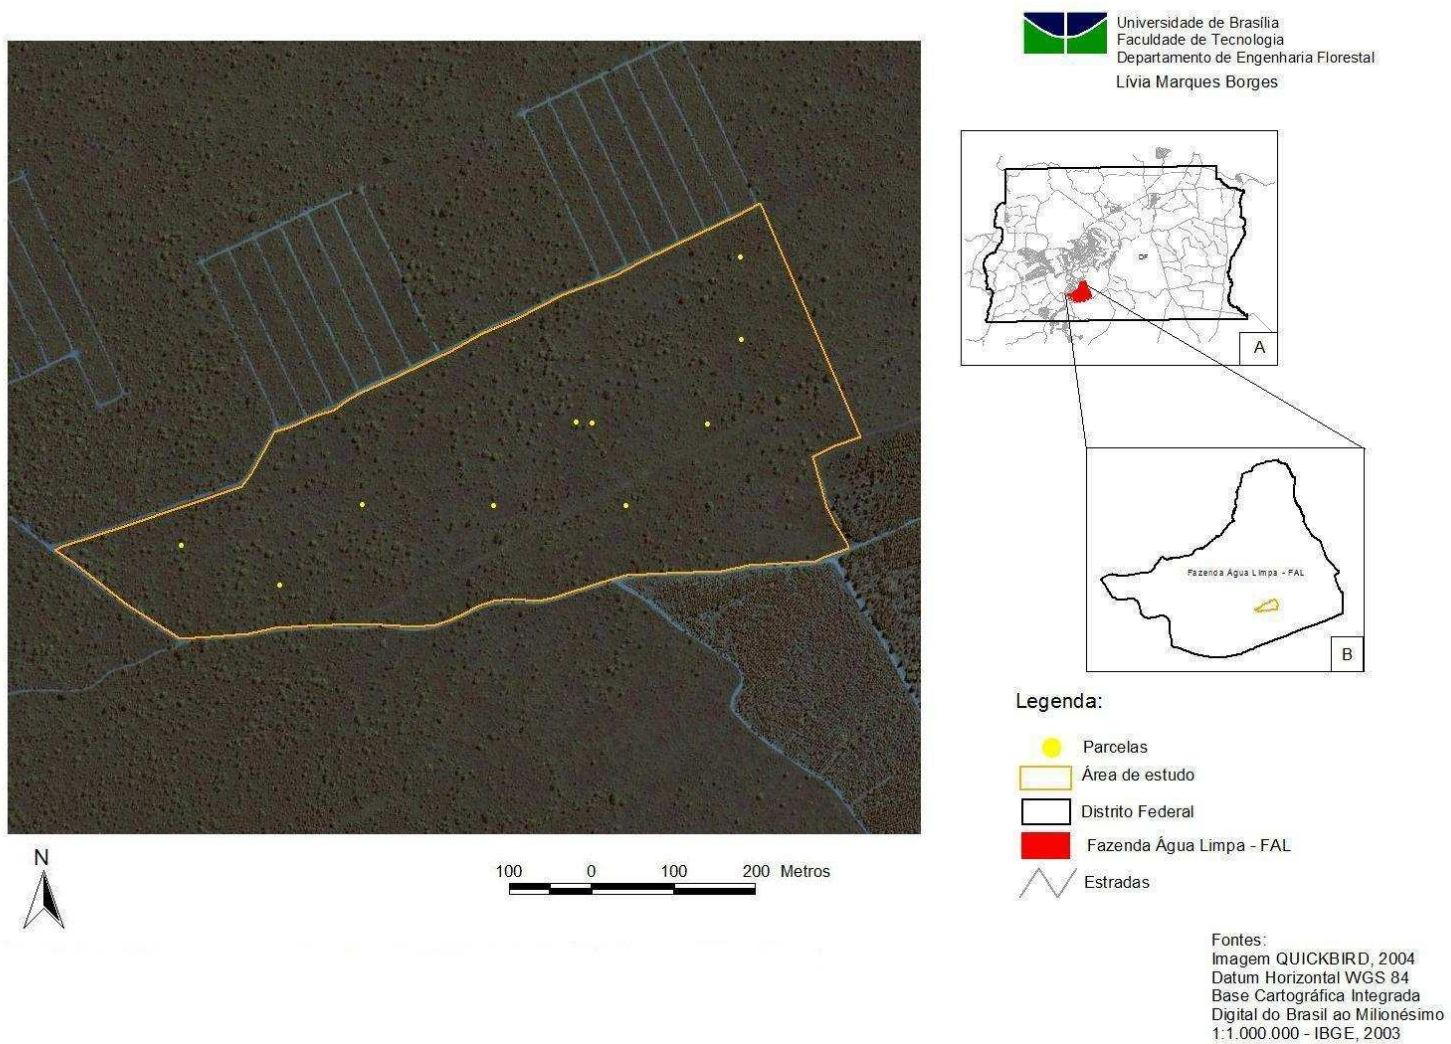 Universidade de Brasília
Faculdade de Tecnologia
Departamento de Engenharia Florestal
Lívia Marques Borges
DF
A
Fazenda Água Limpa - FAL
B
Legenda:
Parcelas
Área de estudo
Distrito Federal
Fazenda Água Limpa - FAL
Estradas
N
100 0 100 200 Metros
Fontes:
Imagem QUICKBIRD, 2004
Datum Horizontal WGS 84
Base Cartográfica Integrada
Digital do Brasil ao Milionésimo
1:1.000.000 - IBGE, 2003